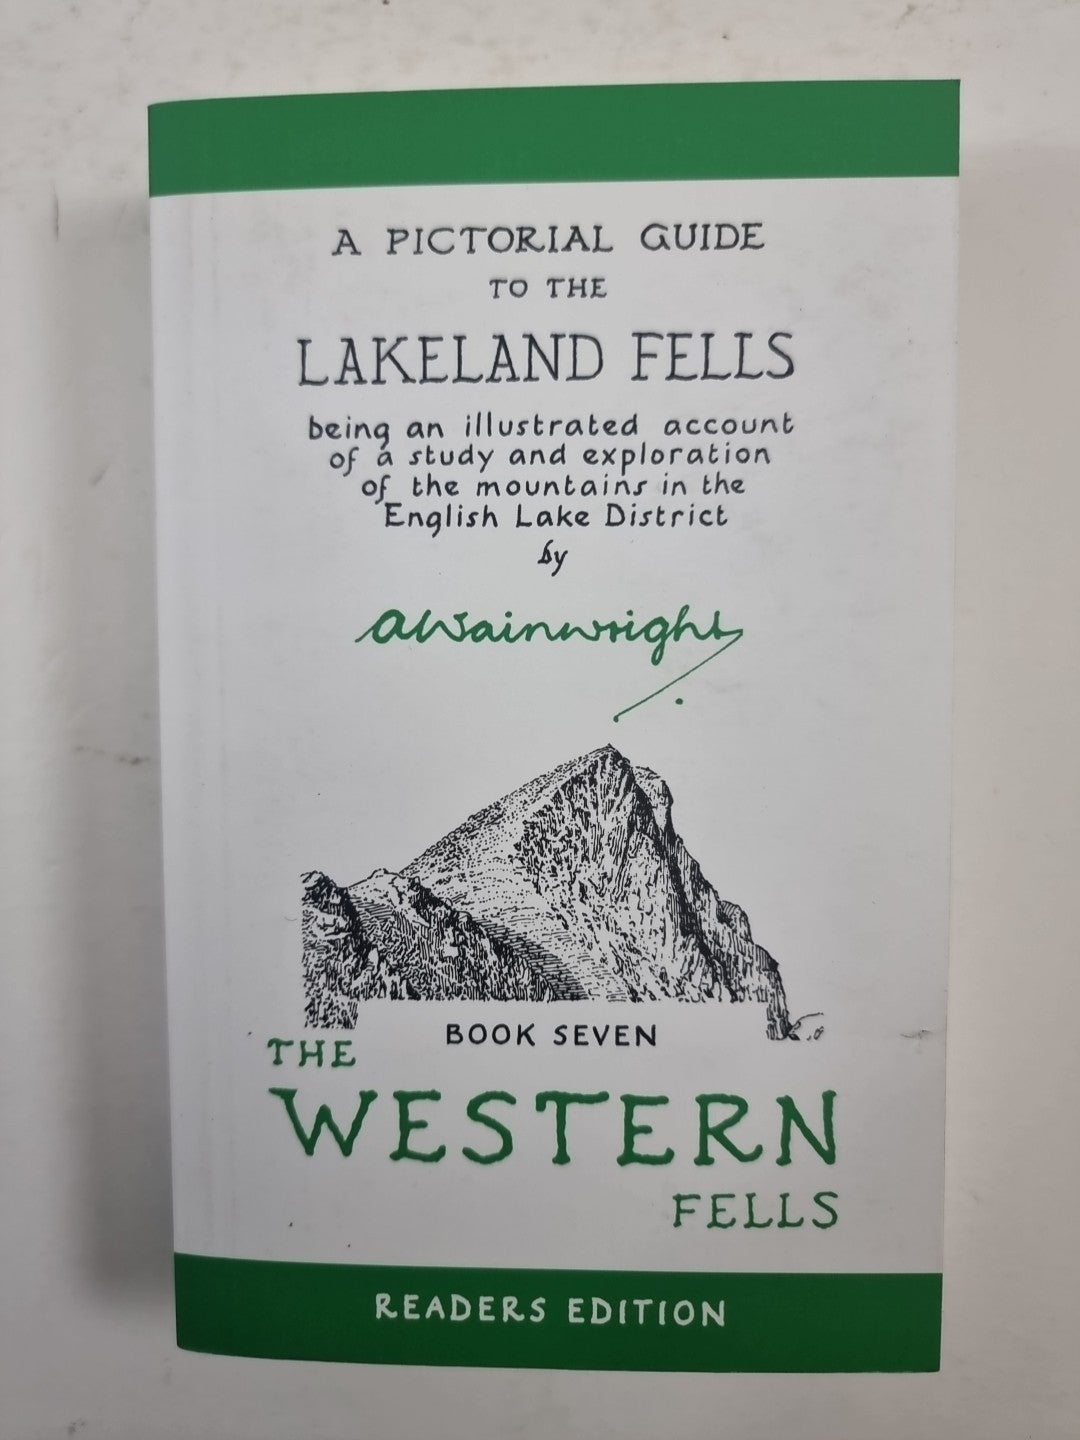 A PICTORIAL GUIDE
TO THE
LAKELAND FELLS
being an illustrated account
of a study and exploration
of the mountains in the
English Lake District
by
AWainwright
BOOK SEVEN
THE
WESTERN
FELLS
READERS EDITION